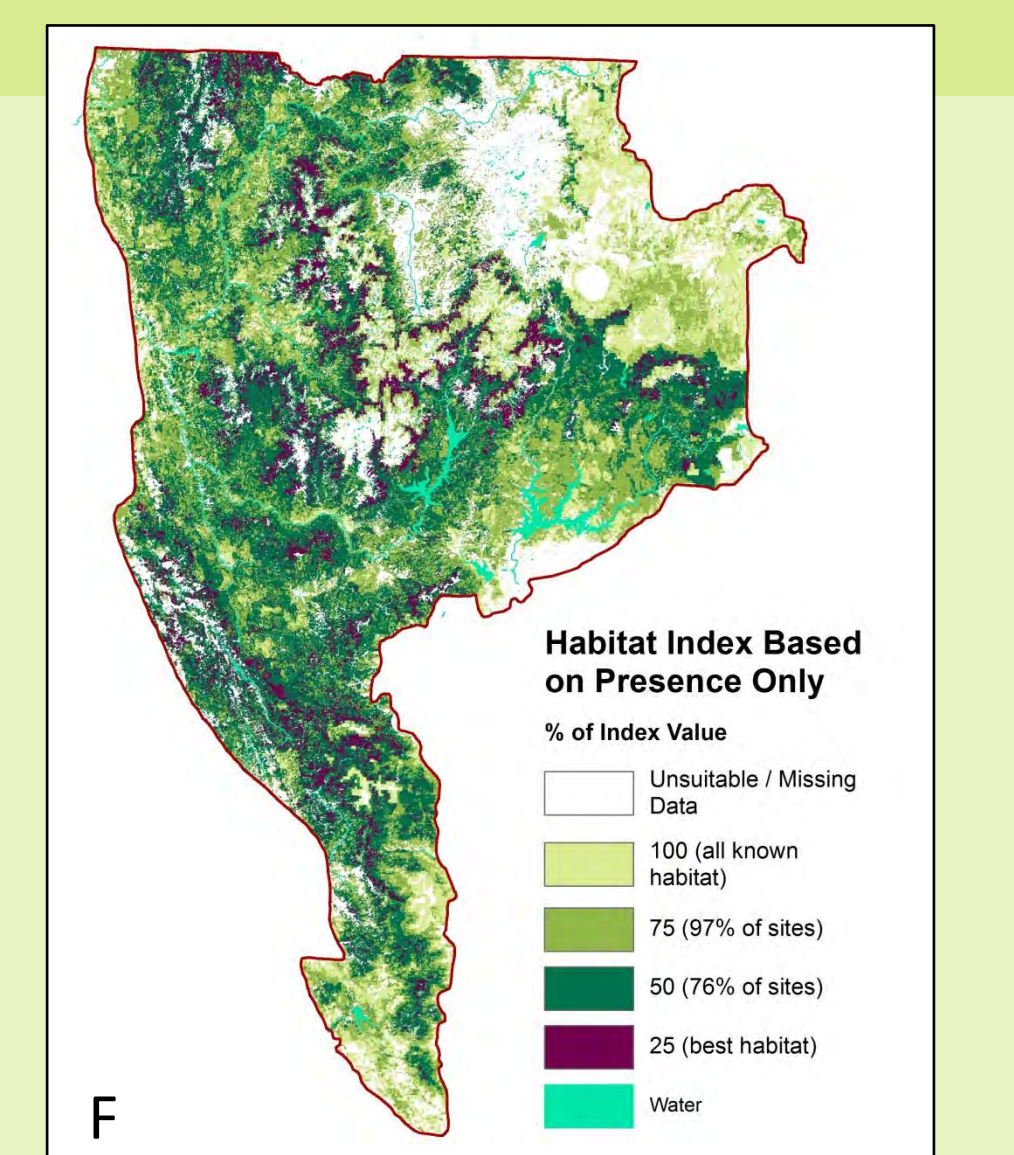 Habitat Index Based
on Presence Only
% of Index Value
Unsuitable / Missing
Data
100 (all known
habitat)
75 (97% of sites)
50 (76% of sites)
25 (best habitat)
Water
F